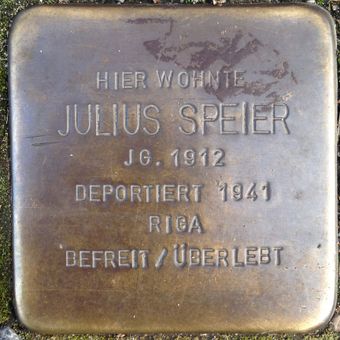 HIER WOHNTE
JULIUS SPEIER
JG. 1912
DEPORTIERT 1941
RIGA
BEFREIT / ÜBERLEBT